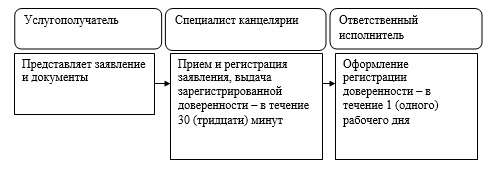 Услугополучатель
Специалист канцелярии
Ответственный
исполнитель
Представляет заявление
и документы
Прием и регистрация
заявления, выдача
зарегистрированной
доверенности – в течение
30 (тридцати) минут
Оформление
регистрации
доверенности – в
течение 1 (одного)
рабочего дня